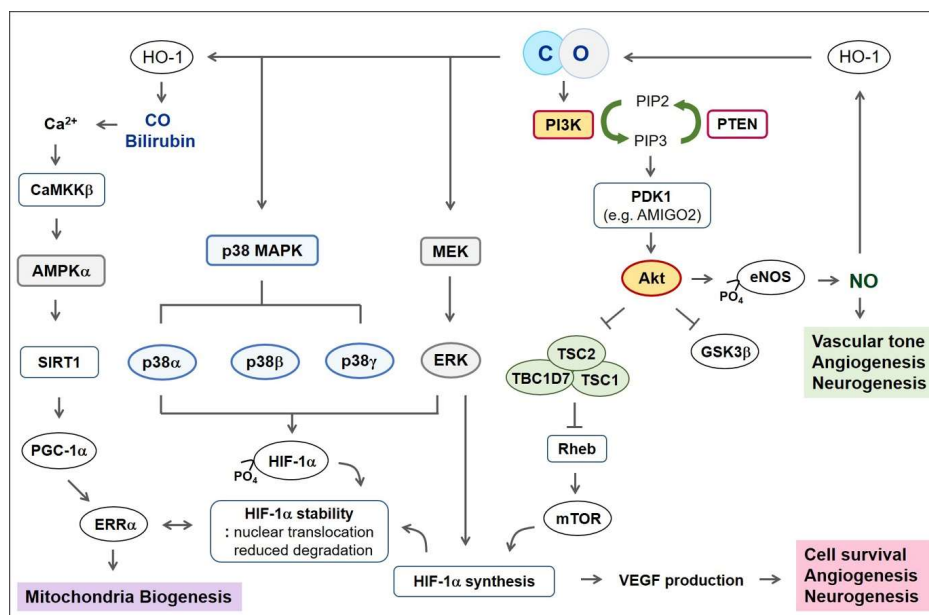 HO-1
C O
HO-1
CO
Bilirubin
Ca²⁺
PI3K
PIP2
PIP3
PTEN
CaMKKβ
PDK1
(e.g. AMIGO2)
AMPKα
p38 MAPK
MEK
Akt
eNOS
PO₄
NO
SIRT1
p38α
p38β
p38γ
ERK
TSC2
TBC1D7
TSC1
GSK3β
Vascular tone
Angiogenesis
Neurogenesis
PGC-1α
HIF-1α
PO₄
Rheb
ERRα
HIF-1α stability
: nuclear translocation
reduced degradation
mTOR
Mitochondria Biogenesis
HIF-1α synthesis
VEGF production
Cell survival
Angiogenesis
Neurogenesis